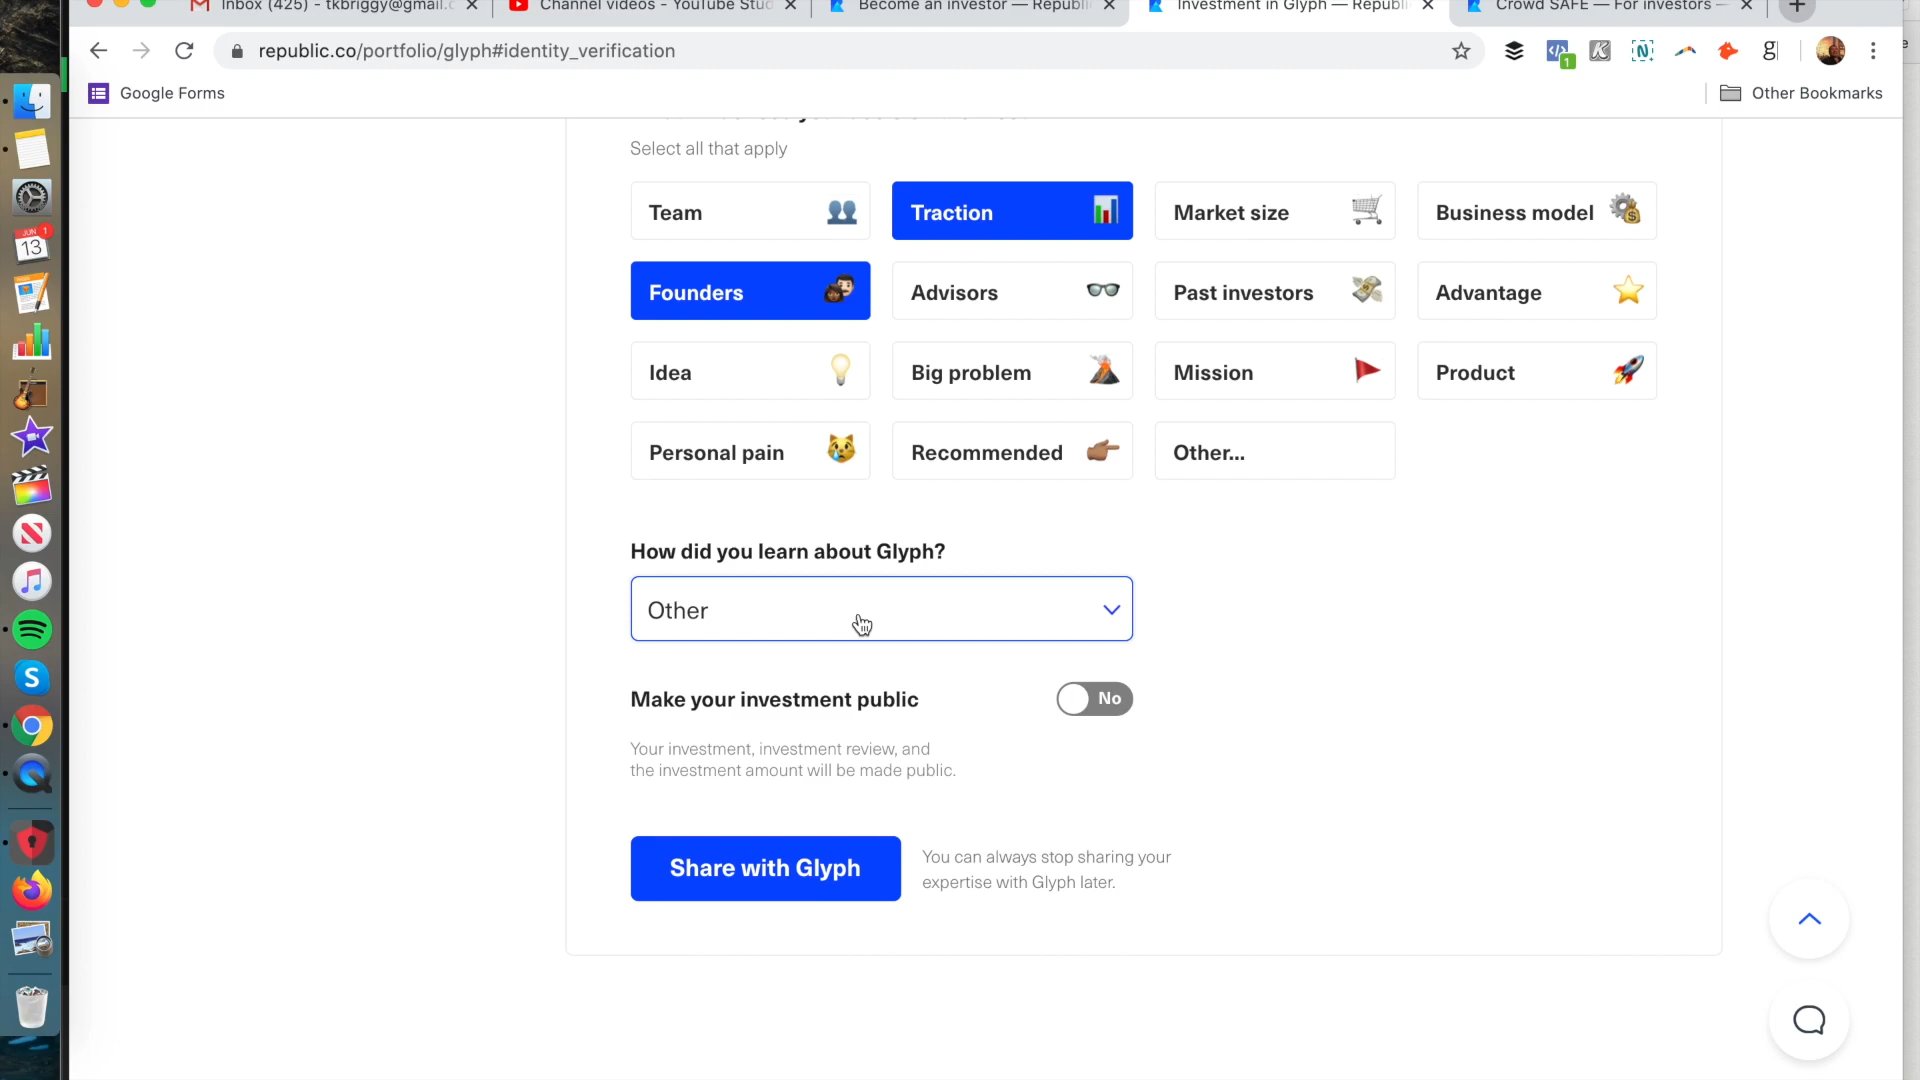 Inbox (425) - tkbriggy@gmail.c
Channel videos - YouTube Stud
Become an investor — Republi
Investment in Glyph — Republi
Crowd SAFE — For investors —
republic.co/portfolio/glyph#identity_verification
1
Google Forms
Other Bookmarks
JUN 1
13
Select all that apply
Team
Traction
Market size
Business model
Founders
Advisors
Past investors
Advantage
Idea
Big problem
Mission
Product
Personal pain
Recommended
Other...
How did you learn about Glyph?
Other
Make your investment public
No
Your investment, investment review, and
the investment amount will be made public.
Share with Glyph
You can always stop sharing your
expertise with Glyph later.